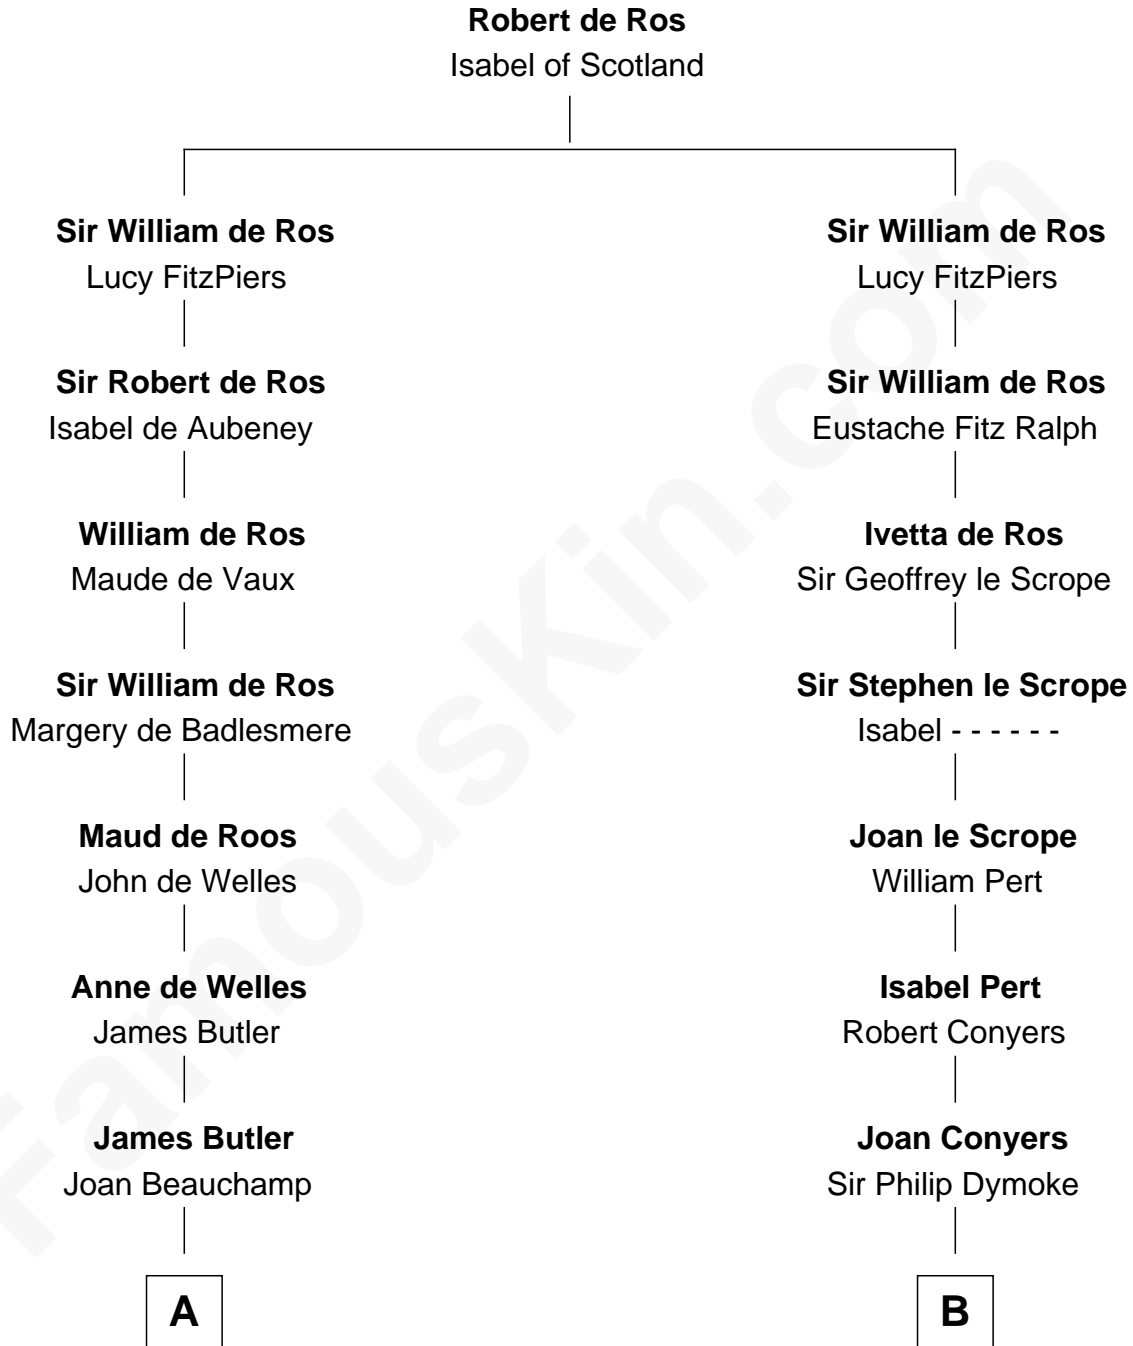 Robert de Ros
Isabel of Scotland
Sir William de Ros
Lucy FitzPiers
Sir Robert de Ros
Isabel de Aubeney
William de Ros
Maude de Vaux
Sir William de Ros
Margery de Badlesmere
Maud de Roos
John de Welles
Anne de Welles
James Butler
James Butler
Joan Beauchamp
A
Sir William de Ros
Lucy FitzPiers
Sir William de Ros
Eustache Fitz Ralph
Ivetta de Ros
Sir Geoffrey le Scrope
Sir Stephen le Scrope
Isabel - - - - - -
Joan le Scrope
William Pert
Isabel Pert
Robert Conyers
Joan Conyers
Sir Philip Dymoke
B
FamousKin.com